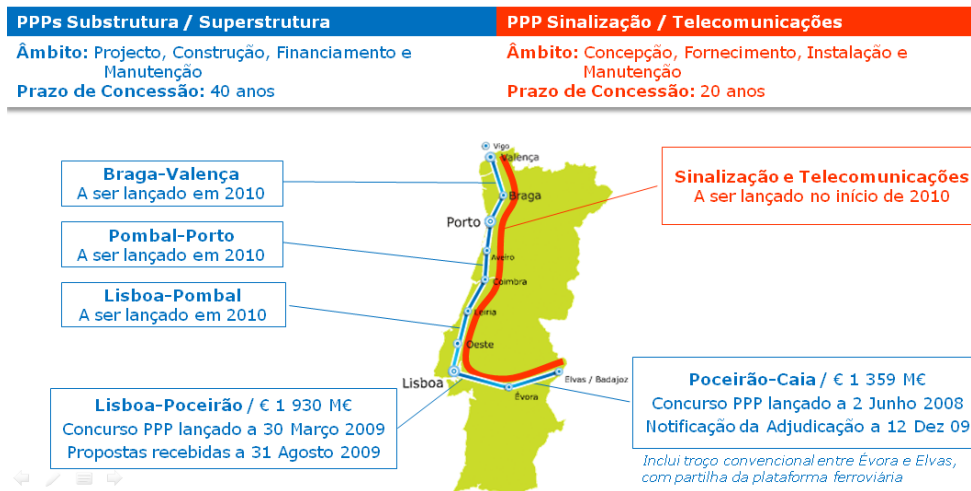 PPPs Substrutura / Superstrutura
Âmbito: Projecto, Construção, Financiamento e
Manutenção
Prazo de Concessão: 40 anos
PPP Sinalização / Telecomunicações
Âmbito: Concepção, Fornecimento, Instalação e
Manutenção
Prazo de Concessão: 20 anos
Braga-Valença
A ser lançado em 2010
Pombal-Porto
A ser lançado em 2010
Lisboa-Pombal
A ser lançado em 2010
Lisboa-Poceirão / € 1 930 M€
Concurso PPP lançado a 30 Março 2009
Propostas recebidas a 31 Agosto 2009
Vigo
Valença
Braga
Porto
Aveiro
Coimbra
Leiria
Oeste
Lisboa
Évora
Elvas / Badajoz
Sinalização e Telecomunicações
A ser lançado no início de 2010
Poceirão-Caia / € 1 359 M€
Concurso PPP lançado a 2 Junho 2008
Notificação da Adjudicação a 12 Dez 09
Inclui troço convencional entre Évora e Elvas,
com partilha da plataforma ferroviária